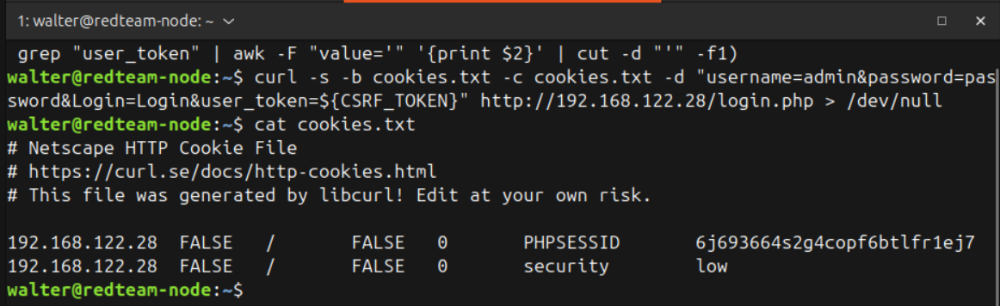 1: walter@redteam-node: ~
grep "user_token" | awk -F "value='" '{print $2}' | cut -d "'" -f1)
walter@redteam-node:~$ curl -s -b cookies.txt -c cookies.txt -d "username=admin&password=pas
sword&Login=Login&user_token=${CSRF_TOKEN}" http://192.168.122.28/login.php > /dev/null
walter@redteam-node:~$ cat cookies.txt
# Netscape HTTP Cookie File
# https://curl.se/docs/http-cookies.html
# This file was generated by libcurl! Edit at your own risk.
192.168.122.28 FALSE / FALSE 0 PHPSESSID 6j693664s2g4copf6btlfr1ej7
192.168.122.28 FALSE / FALSE 0 security low
walter@redteam-node:~$